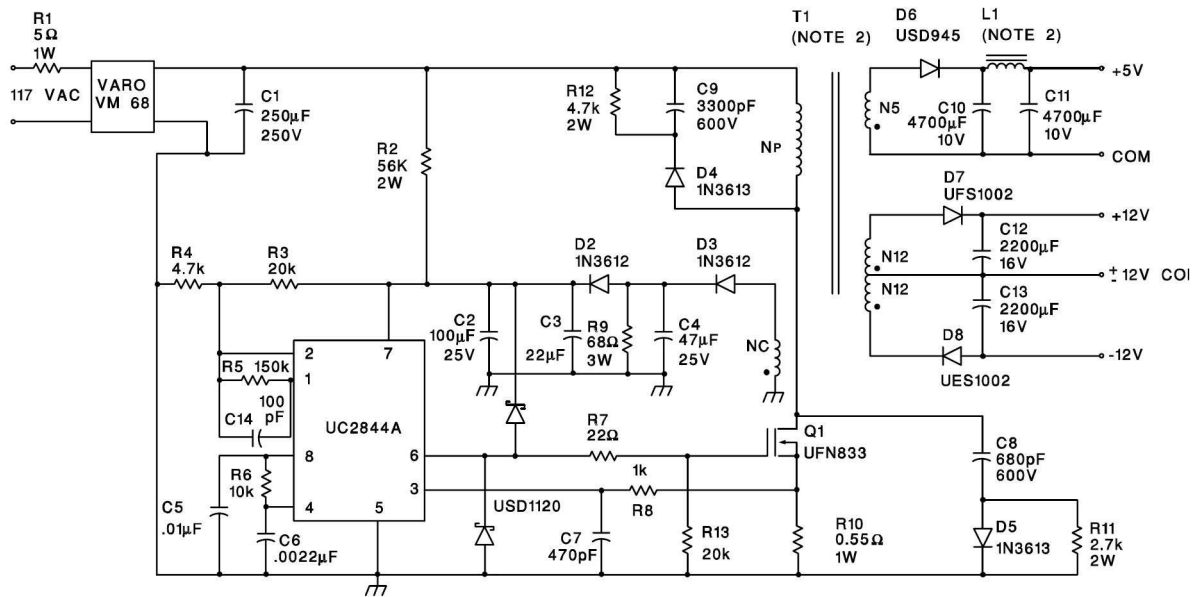 R1
5Ω
1W
117 VAC
VARO
VM 68
C1
250µF
250V
R2
56K
2W
R12
4.7k
2W
C9
3300pF
600V
D4
1N3613
NP
T1
(NOTE 2)
D6
USD945
L1
(NOTE 2)
+5V
N5
C10
4700µF
10V
C11
4700µF
10V
COM
D7
UFS1002
+12V
N12
N12
C12
2200µF
16V
± 12V COI
C13
2200µF
16V
D8
UES1002
-12V
R4
4.7k
R3
20k
D2
1N3612
D3
1N3612
C2
100µF
25V
C3
22µF
R9
68Ω
3W
C4
47µF
25V
NC
2
7
R5 150k
1
100
pF
C14
UC2844A
8
R6
10k
4
5
6
3
C5
.01µF
C6
.0022µF
USD1120
R7
22Ω
1k
R8
C7
470pF
R13
20k
Q1
UFN833
R10
0.55Ω
1W
C8
680pF
600V
D5
1N3613
R11
2.7k
2W